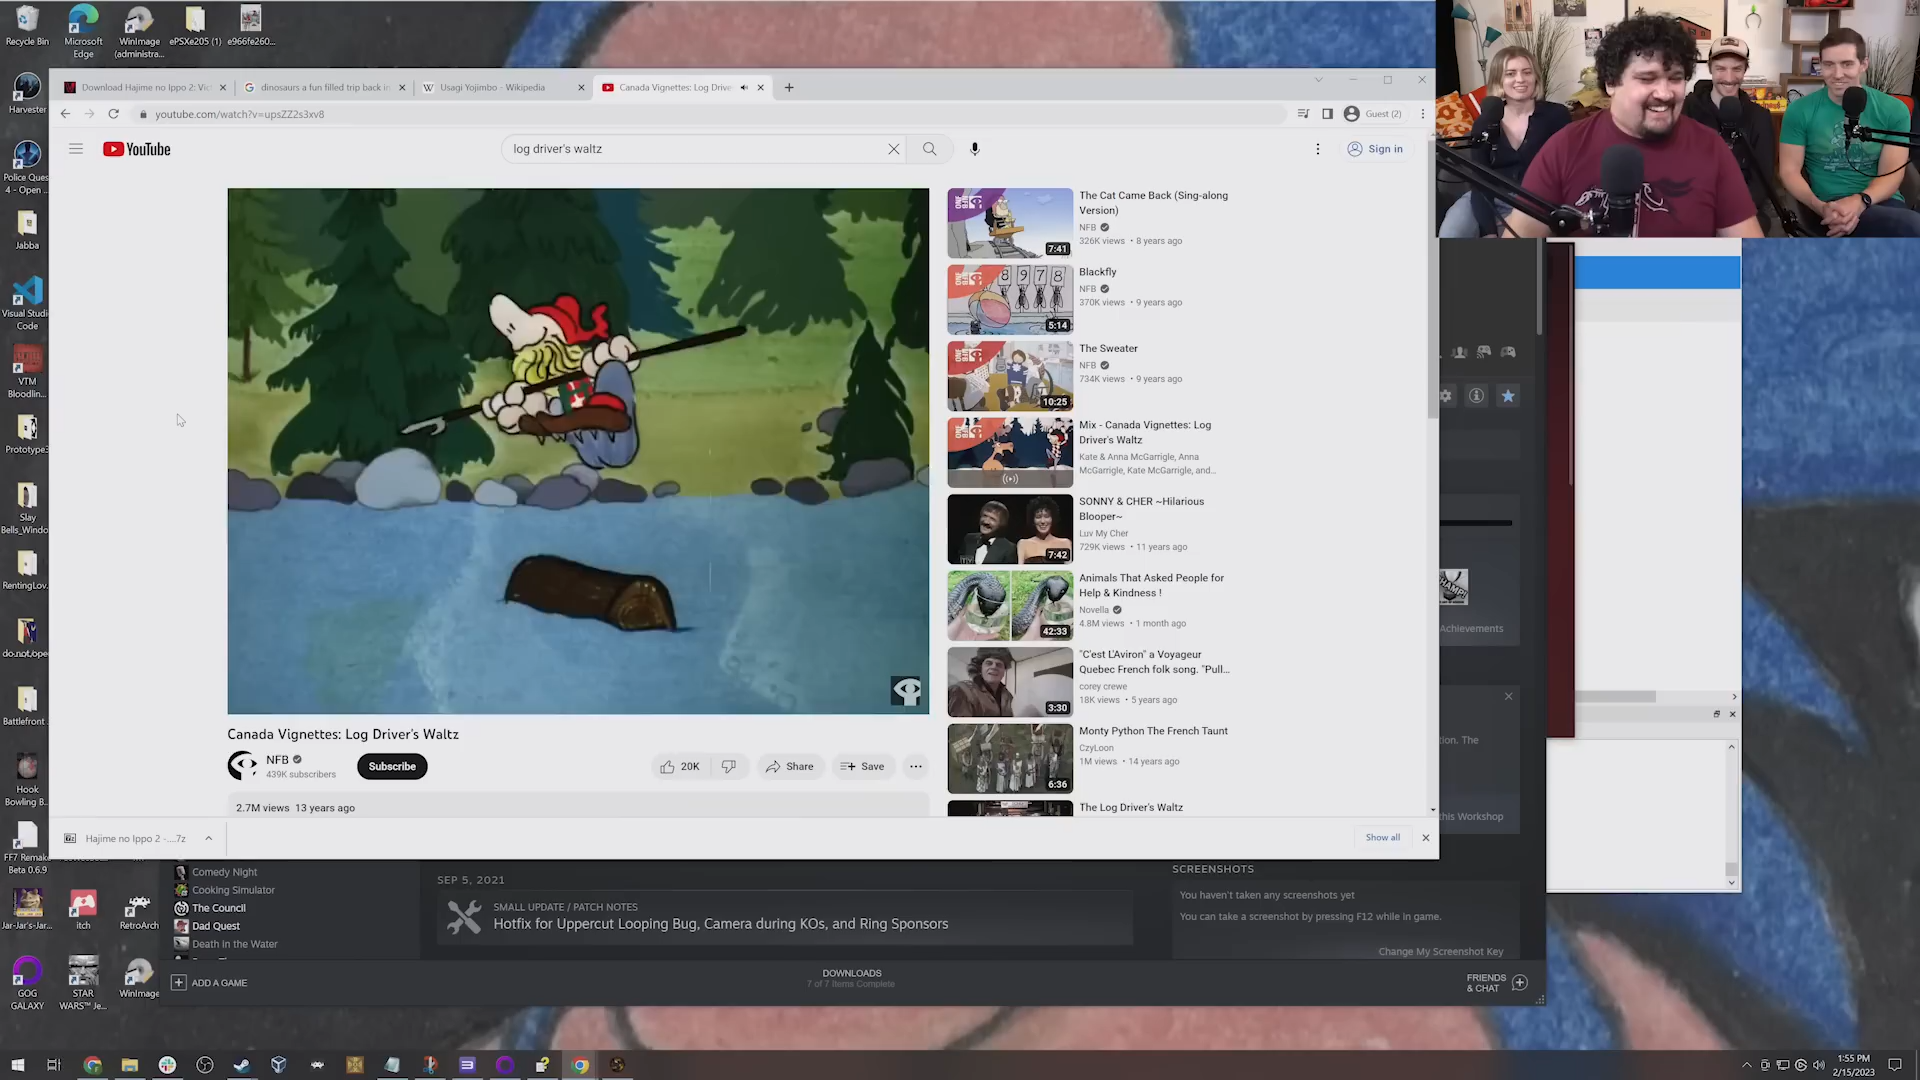 Recycle Bin
Microsoft Edge
WinImage (administra...
ePSXe205 (1)
e966fe260...
Harvester
Police Ques 4 - Open ...
Jabba
Visual Studi Code
VTM Bloodlin...
Prototype3
Slay Bells_Windo
RentingLov...
do.not.ope
Battlefront
Hook Bowling B...
FF7 Remake Beta 0.6.9
Jar-Jar's-Jar...
itch
RetroArch
GOG GALAXY
STAR WARS™ Je...
WinImage
Download Hajime no Ippo 2: Vic
dinosaurs a fun filled trip back in
Usagi Yojimbo - Wikipedia
Canada Vignettes: Log Drive
youtube.com/watch?v=upsZZ2s3xv8
Guest (2)
YouTube
log driver's waltz
Sign in
The Cat Came Back (Sing-along
Version)
NFB
326K views • 8 years ago
7:41
Blackfly
NFB
370K views • 9 years ago
8 9 7 8
5:14
The Sweater
NFB
734K views • 9 years ago
10:25
Mix - Canada Vignettes: Log
Driver's Waltz
Kate & Anna McGarrigle, Anna
McGarrigle, Kate McGarrigle, and...
SONNY & CHER ~Hilarious
Blooper~
Luv My Cher
729K views • 11 years ago
7:42
Animals That Asked People for
Help & Kindness !
Novella
4.8M views • 1 month ago
42:33
"C'est L'Aviron" a Voyageur
Quebec French folk song. "Pull...
corey crewe
18K views • 5 years ago
3:30
Monty Python The French Taunt
CzyLoon
1M views • 14 years ago
6:36
The Log Driver's Waltz
Canada Vignettes: Log Driver's Waltz
NFB
439K subscribers
Subscribe
20K
Share
Save
2.7M views 13 years ago
Hajime no Ippo 2 -....7z
Show all
Achievements
tion. The
this Workshop
Comedy Night
Cooking Simulator
The Council
Dad Quest
Death in the Water
SEP 5, 2021
SMALL UPDATE / PATCH NOTES
Hotfix for Uppercut Looping Bug, Camera during KOs, and Ring Sponsors
SCREENSHOTS
You haven't taken any screenshots yet
You can take a screenshot by pressing F12 while in game.
Change My Screenshot Key
ADD A GAME
DOWNLOADS
7 of 7 Items Complete
FRIENDS
& CHAT
1:55 PM
2/15/2023